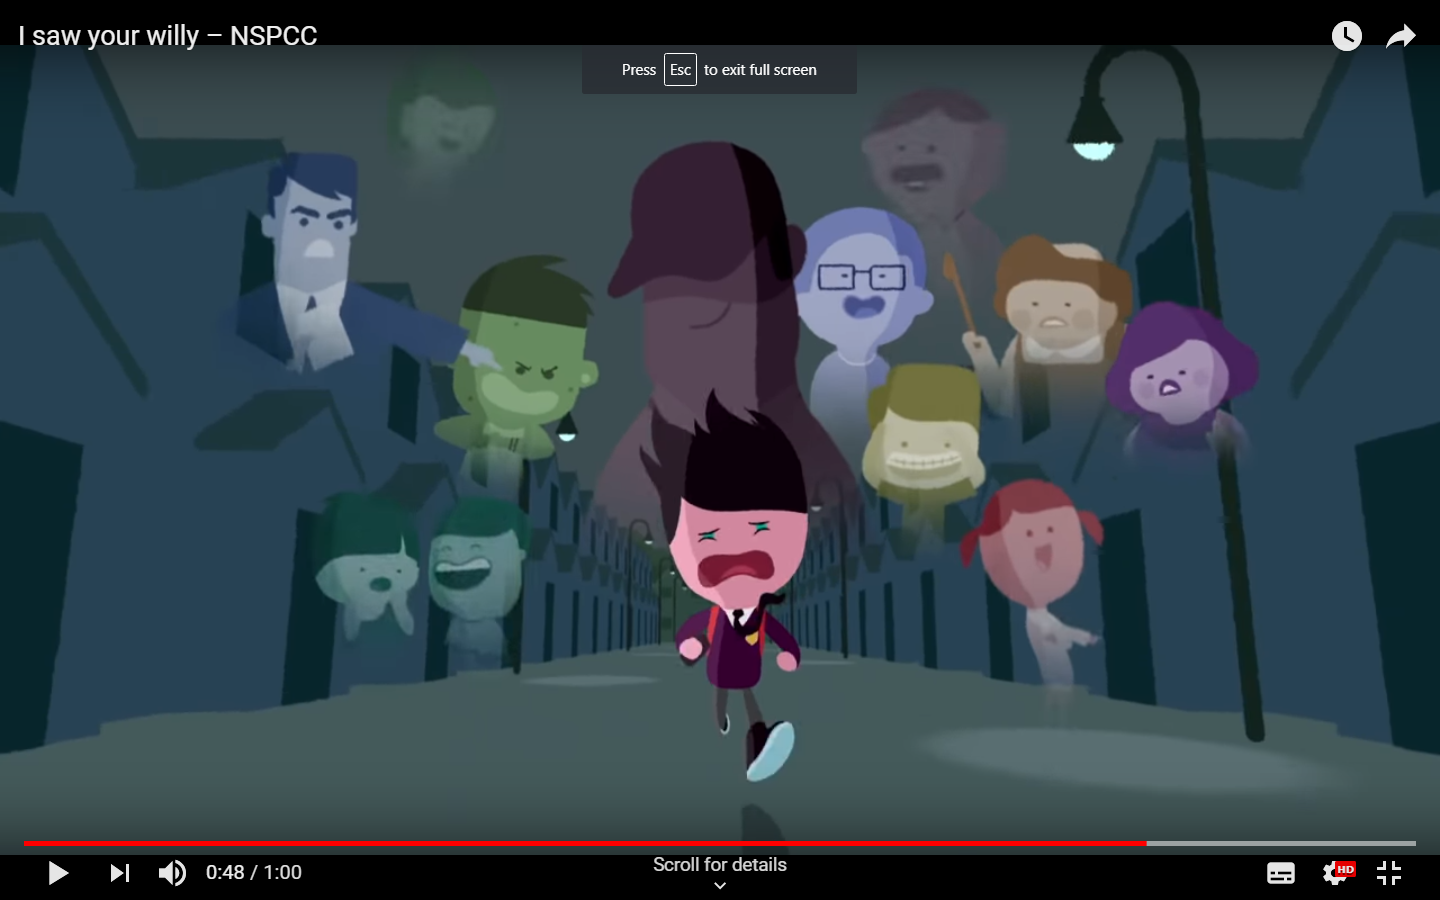 I saw your willy – NSPCC
Press Esc to exit full screen
0:48 / 1:00
Scroll for details
HD